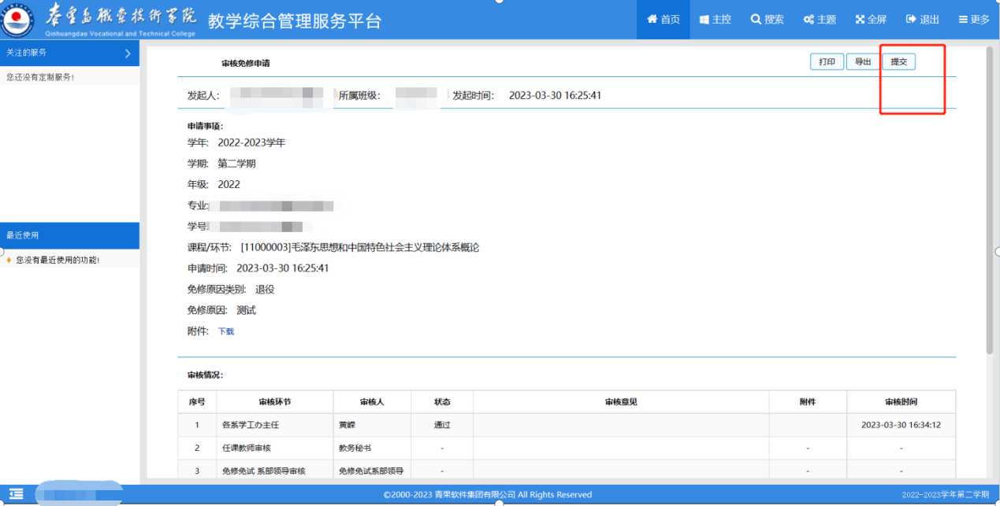 秦皇岛职业技术学院 教学综合管理服务平台 首页 主控 搜索 主题 全屏 退出 更多
Qinhuangdao Vocational and Technical College
关注的服务
您还没有定制服务!
最近使用
您没有最近使用的功能!
审核免修申请 打印 导出 提交
发起人: 所属班级: 发起时间: 2023-03-30 16:25:41
申请事项:
学年: 2022-2023学年
学期: 第二学期
年级: 2022
专业:
学号:
课程/环节: [11000003]毛泽东思想和中国特色社会主义理论体系概论
申请时间: 2023-03-30 16:25:41
免修原因类别: 退役
免修原因: 测试
附件: 下载
审核情况:
序号 审核环节 审核人 状态 审核意见 附件 审核时间
1 各系学工办主任 黄嵘 通过 2023-03-30 16:34:12
2 任课教师审核 教务秘书 - - -
3 免修免试 系部领导审核 免修免试系部领导 - - -
©2000-2023 青果软件集团有限公司 All Rights Reserved 2022-2023学年第二学期